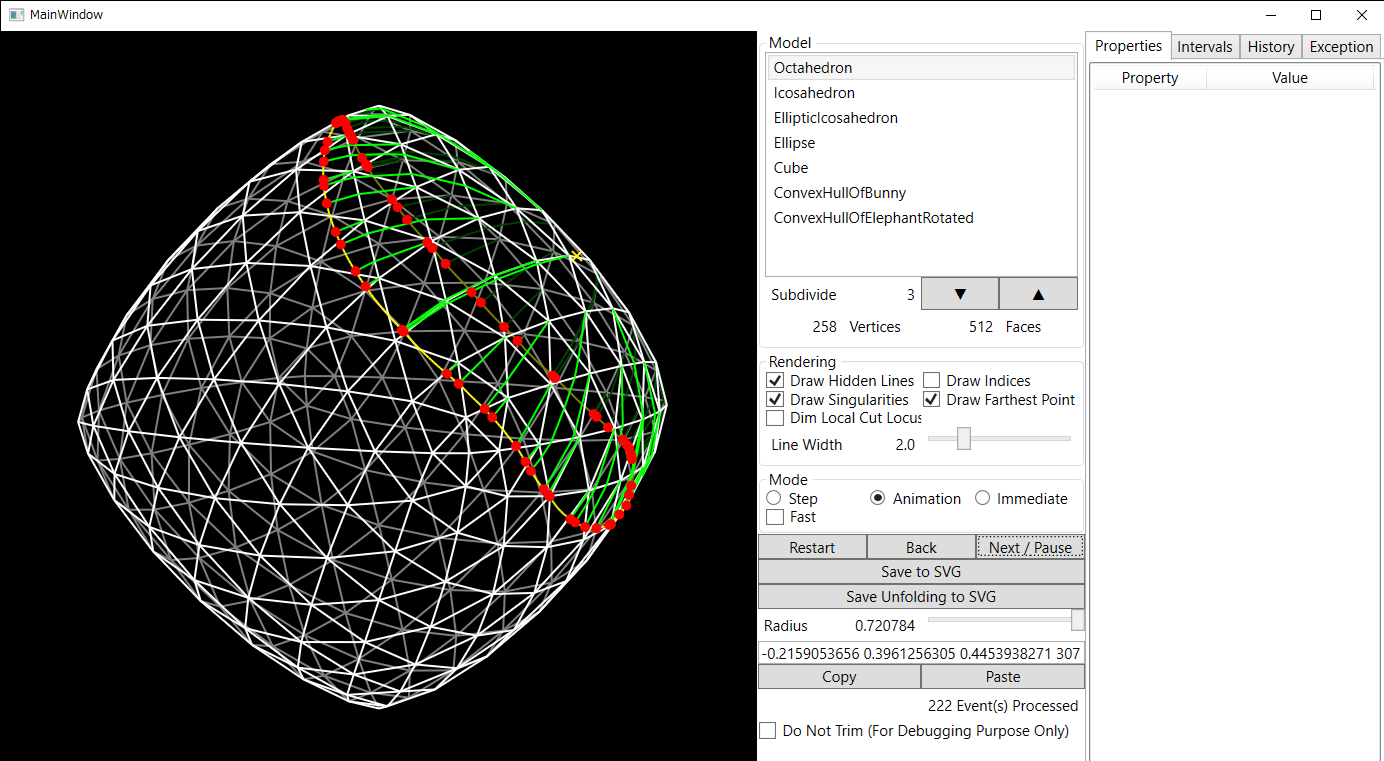 MainWindow
Model
Properties Intervals History Exception
Octahedron
Property Value
Icosahedron
EllipticIcosahedron
Ellipse
Cube
ConvexHullOfBunny
ConvexHullOfElephantRotated
Subdivide 3 ▼ ▲
258 Vertices 512 Faces
Rendering
Draw Hidden Lines Draw Indices
Draw Singularities Draw Farthest Point
Dim Local Cut Locus
Line Width 2.0
Mode
Step Animation Immediate
Fast
Restart Back Next / Pause
Save to SVG
Save Unfolding to SVG
Radius 0.720784
-0.2159053656 0.3961256305 0.4453938271 307
Copy Paste
222 Event(s) Processed
Do Not Trim (For Debugging Purpose Only)